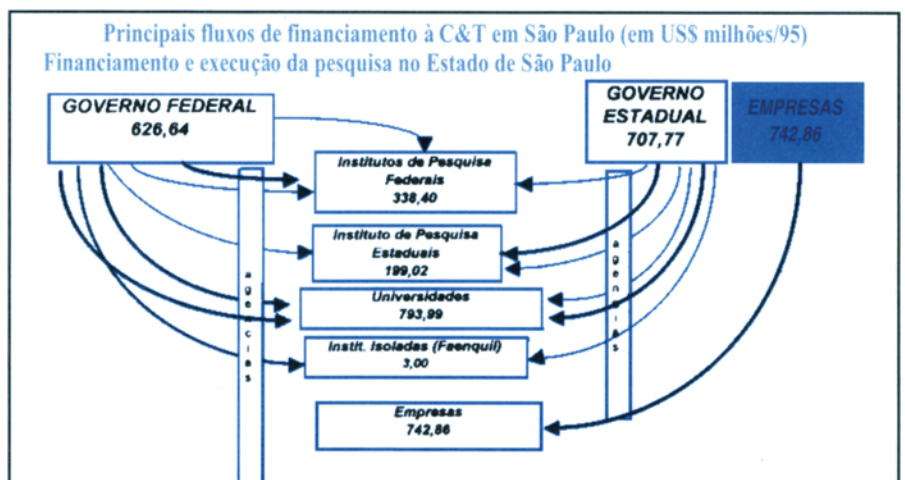 Principais fluxos de financiamento à C&T em São Paulo (em US$ milhões/95)
Financiamento e execução da pesquisa no Estado de São Paulo
GOVERNO FEDERAL
626,64
GOVERNO
ESTADUAL
707,77
EMPRESAS
742,86
Institutos de Pesquisa
Federais
338,40
Instituto de Pesquisa
Estaduais
199,02
Universidades
793,99
Instit. Isoladas (Faenquil)
3,00
Empresas
742,86
agencias
agencias